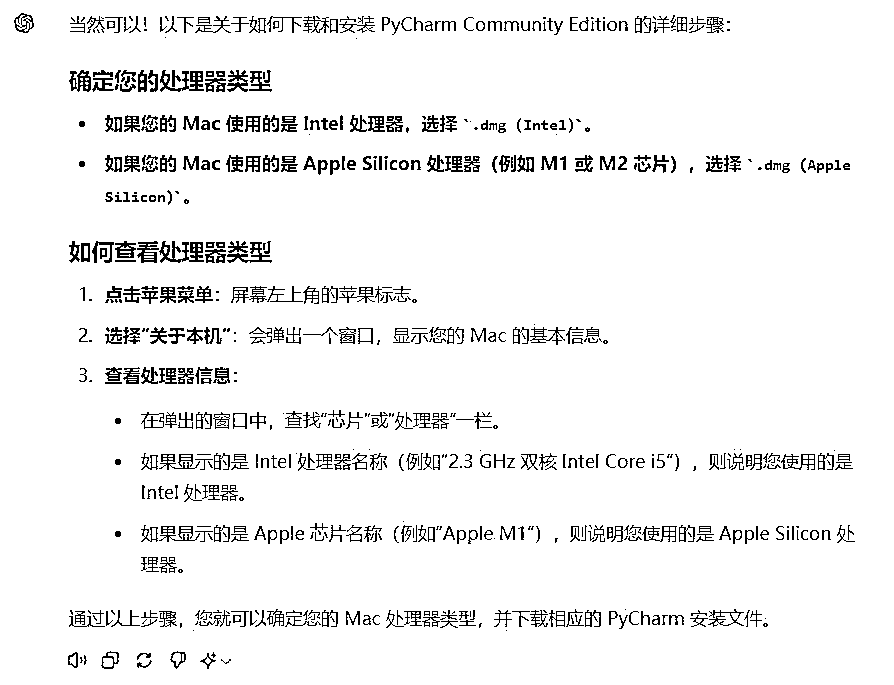 当然可以！以下是关于如何下载和安装 PyCharm Community Edition 的详细步骤：
确定您的处理器类型
• 如果您的 Mac 使用的是 Intel 处理器，选择 `.dmg (Intel)`。
• 如果您的 Mac 使用的是 Apple Silicon 处理器（例如 M1 或 M2 芯片），选择 `.dmg (Apple
Silicon)`。
如何查看处理器类型
1. 点击苹果菜单：屏幕左上角的苹果标志。
2. 选择“关于本机”：会弹出一个窗口，显示您的 Mac 的基本信息。
3. 查看处理器信息：
• 在弹出的窗口中，查找“芯片”或“处理器”一栏。
• 如果显示的是 Intel 处理器名称（例如“2.3 GHz 双核 Intel Core i5”），则说明您使用的是
Intel 处理器。
• 如果显示的是 Apple 芯片名称（例如“Apple M1”），则说明您使用的是 Apple Silicon 处
理器。
通过以上步骤，您就可以确定您的 Mac 处理器类型，并下载相应的 PyCharm 安装文件。